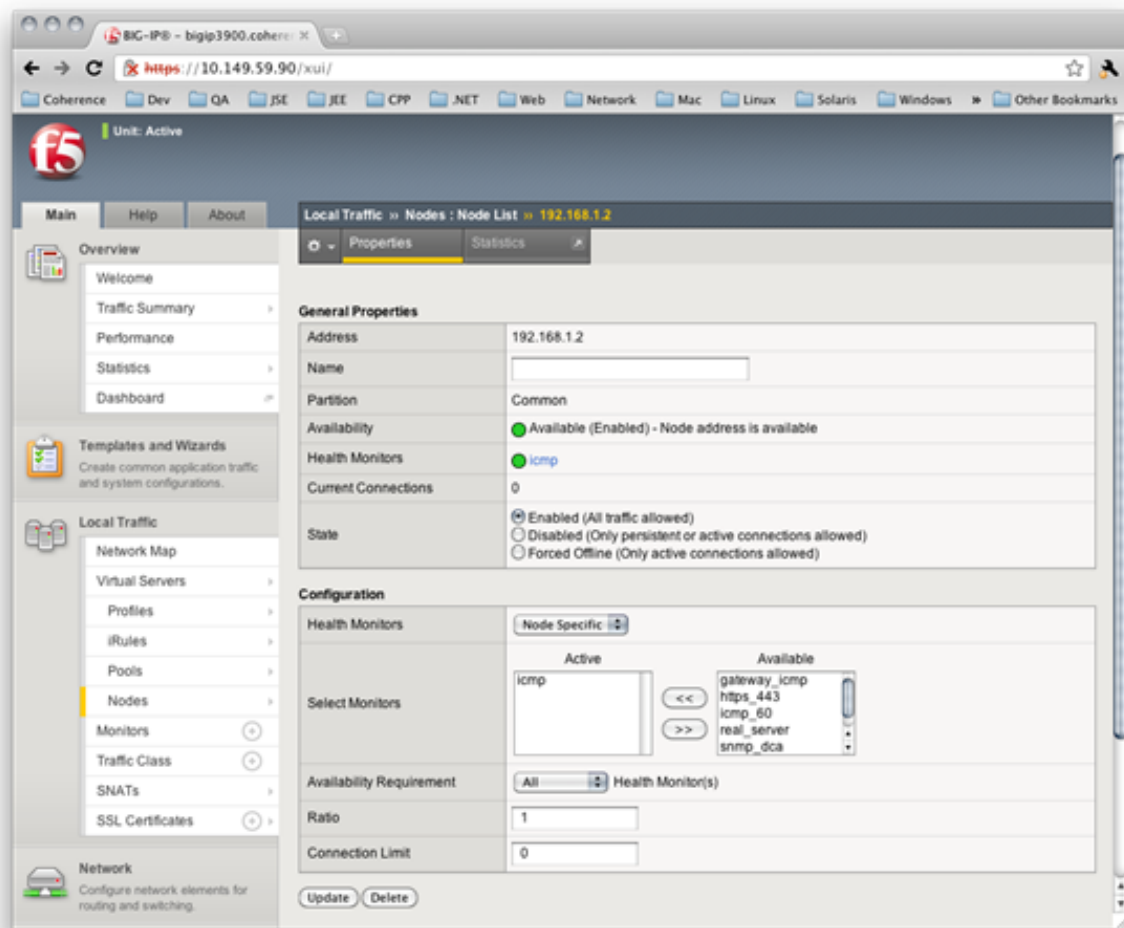 BIG-IP® - bigip3900.cohere
https://10.149.59.90/xui/
Coherence Dev QA JSE JEE CPP .NET Web Network Mac Linux Solaris Windows » Other Bookmarks
f5
Unit: Active
Main Help About
Local Traffic » Nodes : Node List » 192.168.1.2
Properties Statistics
Overview
Welcome
Traffic Summary
Performance
Statistics
Dashboard
Templates and Wizards
Create common application traffic
and system configurations.
Local Traffic
Network Map
Virtual Servers
Profiles
iRules
Pools
Nodes
Monitors
Traffic Class
SNATs
SSL Certificates
Network
Configure network elements for
routing and switching.
General Properties
Address 192.168.1.2
Name
Partition Common
Availability Available (Enabled) - Node address is available
Health Monitors icmp
Current Connections 0
State
Enabled (All traffic allowed)
Disabled (Only persistent or active connections allowed)
Forced Offline (Only active connections allowed)
Configuration
Health Monitors Node Specific
Select Monitors
Active Available
icmp
<<
>>
gateway_icmp
https_443
icmp_60
real_server
snmp_dca
Availability Requirement All Health Monitor(s)
Ratio 1
Connection Limit 0
Update Delete